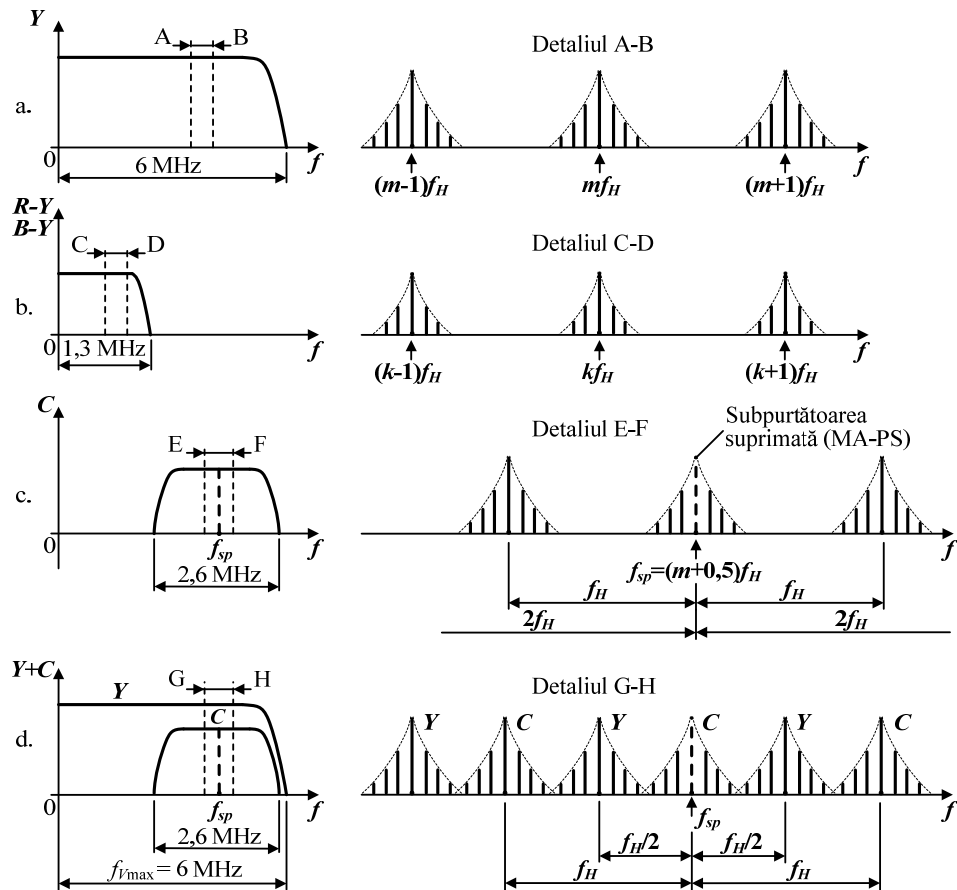 Y
A B
Detaliul A-B
a.
0
6 MHz
f
(m-1)fH
mfH
(m+1)fH
f
R-Y
B-Y
C D
Detaliul C-D
b.
0
1,3 MHz
f
(k-1)fH
kfH
(k+1)fH
f
C
E F
Detaliul E-F
Subpurtătoarea
suprimată (MA-PS)
c.
0
fsp
f
2,6 MHz
fsp=(m+0,5)fH
f
fH
fH
2fH
2fH
Y+C
G H
Detaliul G-H
Y
C
Y C Y C Y C
d.
0
fsp
f
2,6 MHz
fVmax = 6 MHz
fsp
f
fH/2
fH/2
fH
fH